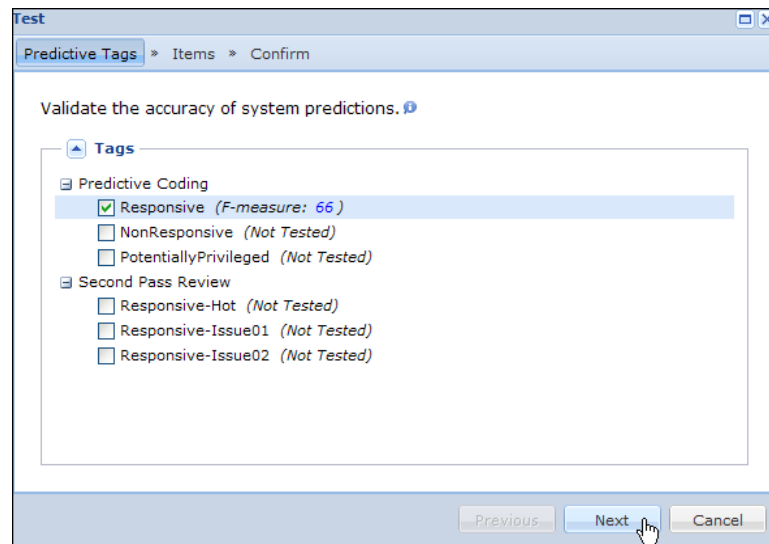 Test
Predictive Tags » Items » Confirm
Validate the accuracy of system predictions.
Tags
Predictive Coding
Responsive (F-measure: 66 )
NonResponsive (Not Tested)
PotentiallyPrivileged (Not Tested)
Second Pass Review
Responsive-Hot (Not Tested)
Responsive-Issue01 (Not Tested)
Responsive-Issue02 (Not Tested)
Previous Next Cancel